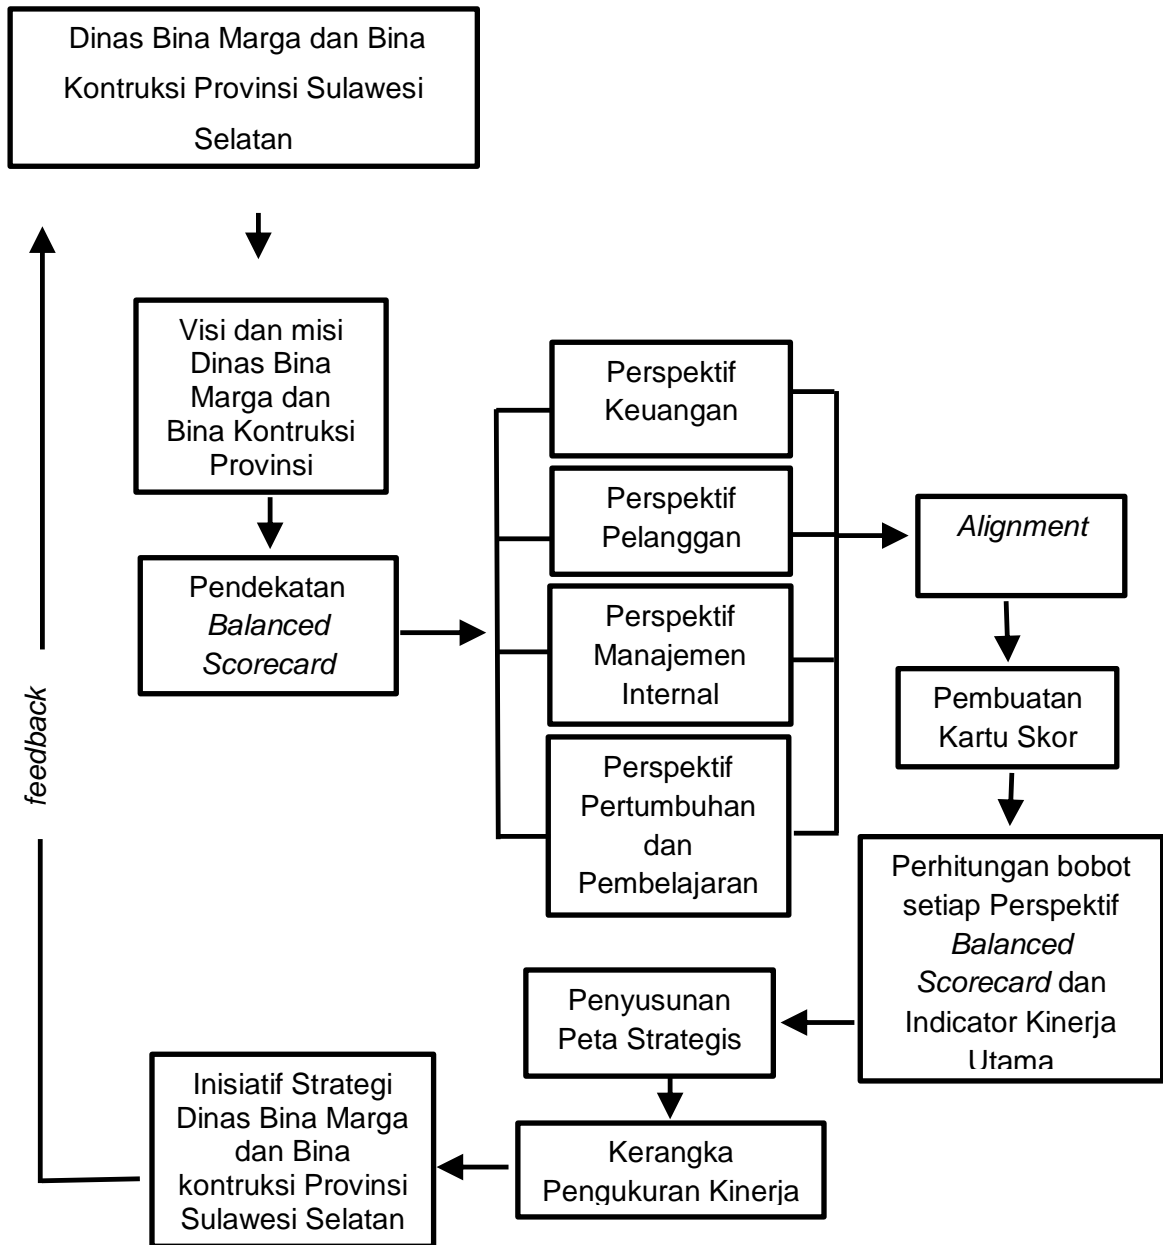 Dinas Bina Marga dan Bina
Kontruksi Provinsi Sulawesi
Selatan
Visi dan misi
Dinas Bina
Marga dan
Bina Kontruksi
Provinsi
Pendekatan
Balanced
Scorecard
Perspektif
Keuangan
Perspektif
Pelanggan
Perspektif
Manajemen
Internal
Perspektif
Pertumbuhan
dan
Pembelajaran
Alignment
Pembuatan
Kartu Skor
Perhitungan bobot
setiap Perspektif
Balanced
Scorecard dan
Indicator Kinerja
Utama
Penyusunan
Peta Strategis
Kerangka
Pengukuran Kinerja
Inisiatif Strategi
Dinas Bina Marga
dan Bina
kontruksi Provinsi
Sulawesi Selatan
feedback